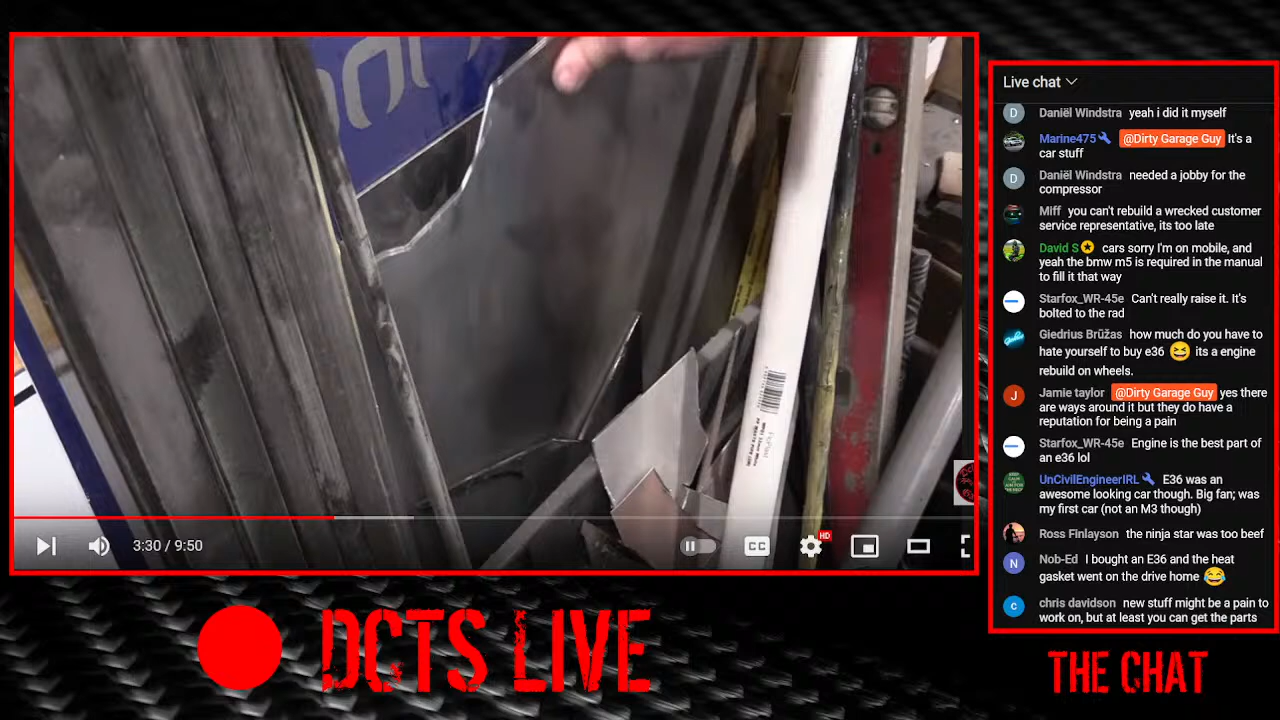 3:30 / 9:50
CC
HD
DCTS LIVE
Live chat
D
Daniël Windstra yeah i did it myself
Marine475 @Dirty Garage Guy It's a
car stuff
D
Daniël Windstra needed a jobby for the
compressor
Miff you can't rebuild a wrecked customer
service representative, its too late
David S cars sorry I'm on mobile, and
yeah the bmw m5 is required in the manual
to fill it that way
Starfox_WR-45e Can't really raise it. It's
bolted to the rad
Giedrius Brūžas how much do you have to
hate yourself to buy e36 😆 its a engine
rebuild on wheels.
J
Jamie taylor @Dirty Garage Guy yes there
are ways around it but they do have a
reputation for being a pain
Starfox_WR-45e Engine is the best part of
an e36 lol
UnCivilEngineerIRL E36 was an
awesome looking car though. Big fan; was
my first car (not an M3 though)
Ross Finlayson the ninja star was too beef
N
Nob-Ed I bought an E36 and the heat
gasket went on the drive home 😂
c
chris davidson new stuff might be a pain to
work on, but at least you can get the parts
THE CHAT